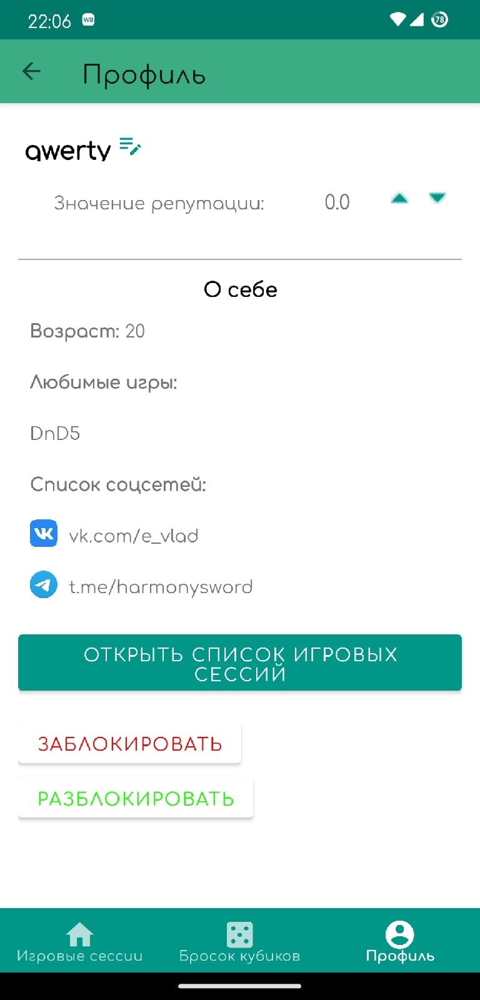 22:06 WB 78
Профиль
qwerty
Значение репутации: 0.0
О себе
Возраст: 20
Любимые игры:
DnD5
Список соцсетей:
vk.com/e_vlad
t.me/harmonysword
ОТКРЫТЬ СПИСОК ИГРОВЫХ
СЕССИЙ
ЗАБЛОКИРОВАТЬ
РАЗБЛОКИРОВАТЬ
Игровые сессии Бросок кубиков Профиль